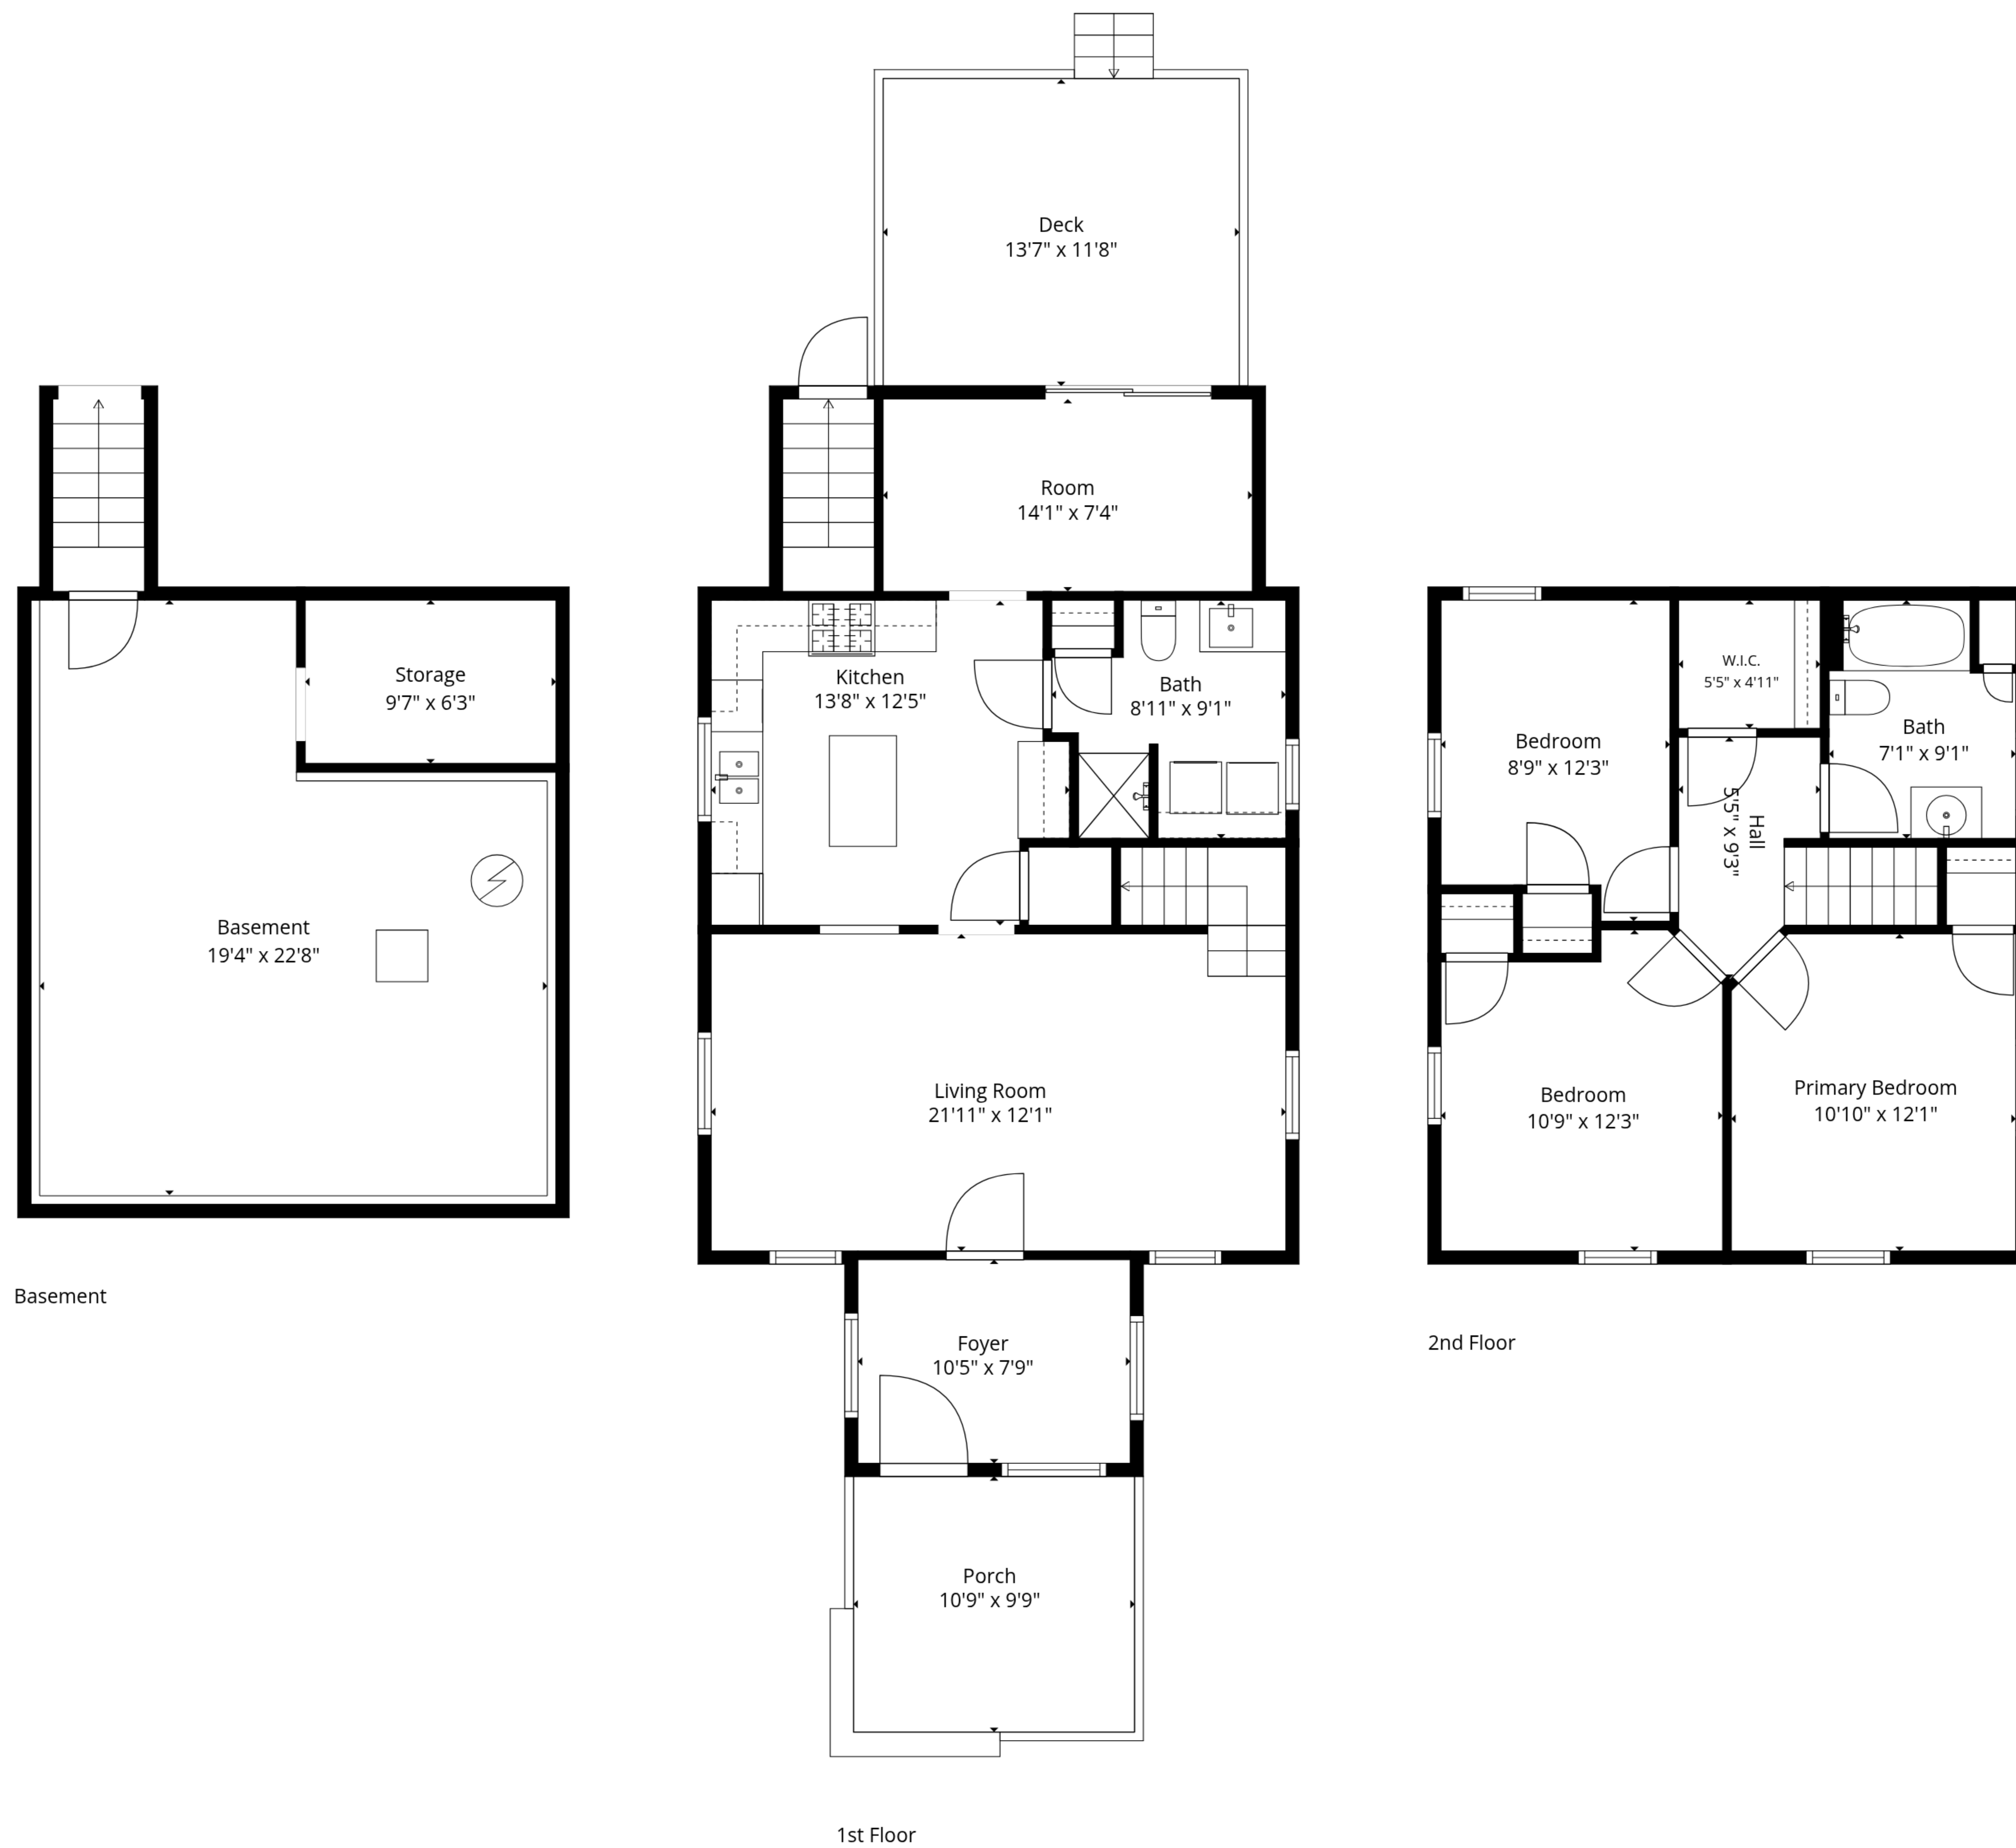 Deck
13'7" x 11'8"
Room
14'1" x 7'4"
Storage
9'7" x 6'3"
Basement
19'4" x 22'8"
Basement
Kitchen
13'8" x 12'5"
Bath
8'11" x 9'1"
Living Room
21'11" x 12'1"
Foyer
10'5" x 7'9"
Porch
10'9" x 9'9"
1st Floor
Bedroom
8'9" x 12'3"
W.I.C.
5'5" x 4'11"
Bath
7'1" x 9'1"
Hall
5'5" x 9'3"
Bedroom
10'9" x 12'3"
Primary Bedroom
10'10" x 12'1"
2nd Floor